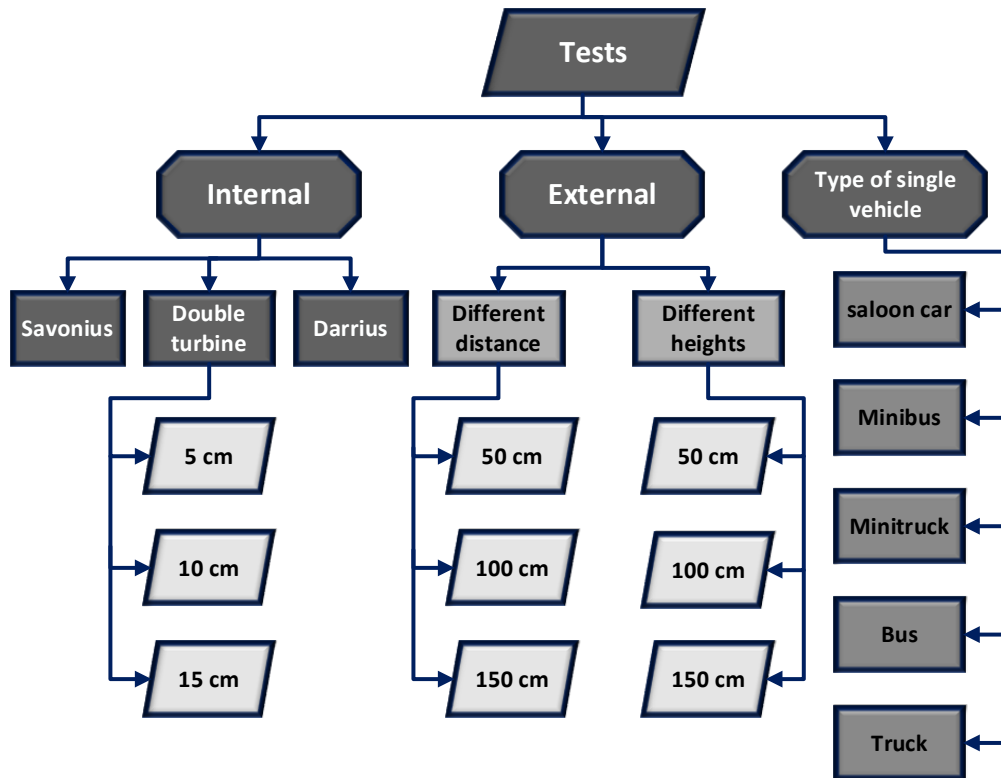 Tests
Internal
External
Type of single
vehicle
Savonius
Double
turbine
Darrius
Different
distance
Different
heights
saloon car
Minibus
Minitruck
Bus
Truck
5 cm
10 cm
15 cm
50 cm
100 cm
150 cm
50 cm
100 cm
150 cm